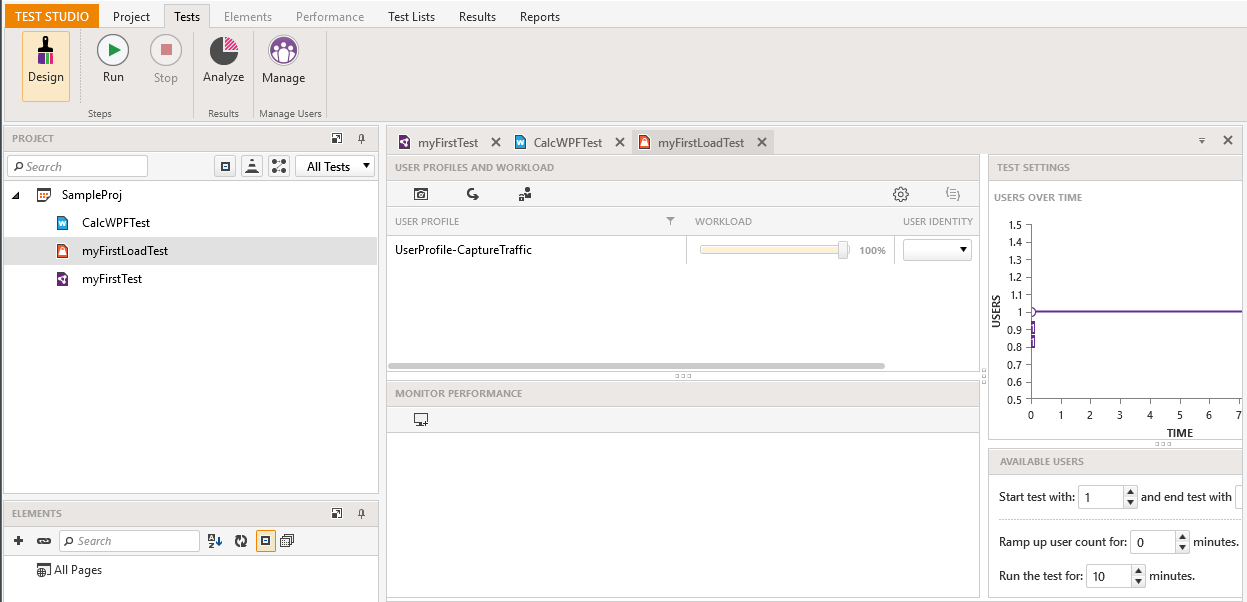 TEST STUDIO Project Tests Elements Performance Test Lists Results Reports
Design Run Stop Analyze Manage
Steps Results Manage Users
PROJECT
Search All Tests
SampleProj
CalcWPFTest
myFirstLoadTest
myFirstTest
ELEMENTS
Search
All Pages
myFirstTest CalcWPFTest myFirstLoadTest
USER PROFILES AND WORKLOAD
USER PROFILE WORKLOAD USER IDENTITY
UserProfile-CaptureTraffic 100%
MONITOR PERFORMANCE
TEST SETTINGS
USERS OVER TIME
1.5
1.4
1.3
1.2
1.1
1
0.9
0.8
0.7
0.6
0.5
USERS
0 1 2 3 4 5 6 7
TIME
AVAILABLE USERS
Start test with: 1 and end test with
Ramp up user count for: 0 minutes.
Run the test for: 10 minutes.